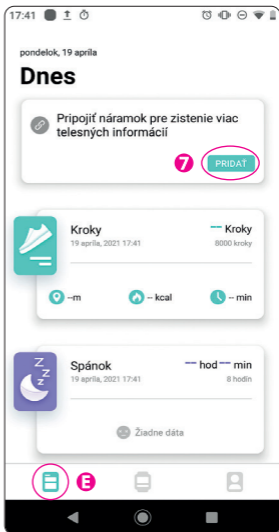 17:41
pondelok, 19 apríla
Dnes
Pripojiť náramok pre zistenie viac
telesných informácií
7 PRIDAŤ
Kroky -- Kroky
19 apríla, 2021 17:41 8000 kroky
--m -- kcal -- min
Z Z Z
Spánok -- hod -- min
19 apríla, 2021 17:41 8 hodín
Žiadne dáta
E